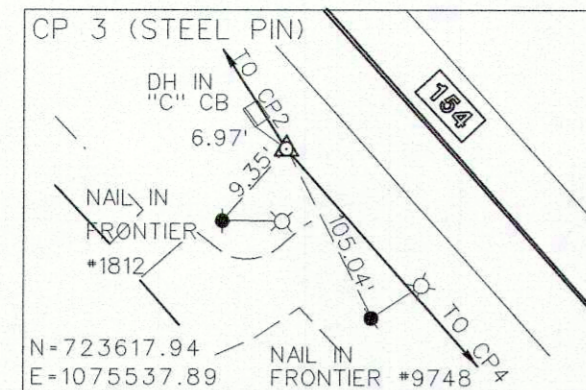 CP 3 (STEEL PIN)
TO CP2
DH IN
"C" CB
6.97'
154
9.35'
NAIL IN
FRONTIER
#1812
105.04'
TO CP4
N=723617.94
E=1075537.89
NAIL IN
FRONTIER #9748